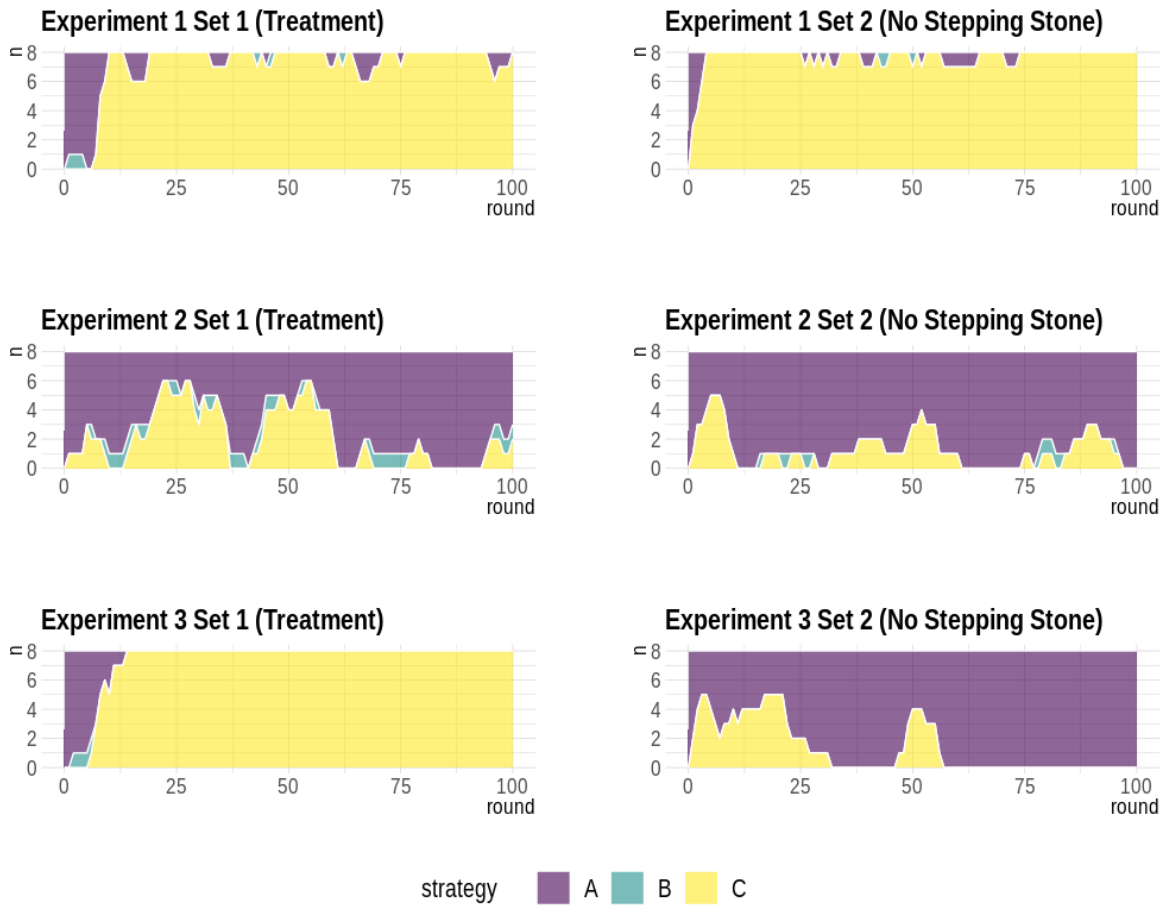 Experiment 1 Set 1 (Treatment)
n
8
6
4
2
0
0 25 50 75 100
round
Experiment 1 Set 2 (No Stepping Stone)
n
8
6
4
2
0
0 25 50 75 100
round
Experiment 2 Set 1 (Treatment)
n
8
6
4
2
0
0 25 50 75 100
round
Experiment 2 Set 2 (No Stepping Stone)
n
8
6
4
2
0
0 25 50 75 100
round
Experiment 3 Set 1 (Treatment)
n
8
6
4
2
0
0 25 50 75 100
round
Experiment 3 Set 2 (No Stepping Stone)
n
8
6
4
2
0
0 25 50 75 100
round
strategy A B C